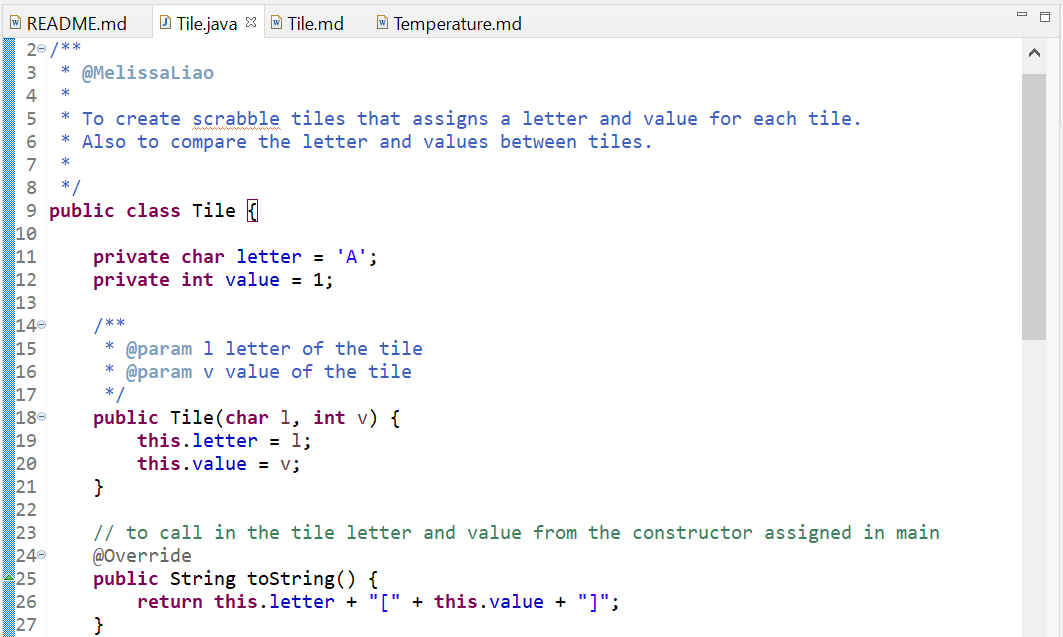 README.md Tile.java Tile.md Temperature.md
2 /**
3  * @MelissaLiao
4  *
5  * To create scrabble tiles that assigns a letter and value for each tile.
6  * Also to compare the letter and values between tiles.
7  *
8  */
9 public class Tile {
10
11     private char letter = 'A';
12     private int value = 1;
13
14     /**
15      * @param l letter of the tile
16      * @param v value of the tile
17      */
18     public Tile(char l, int v) {
19         this.letter = l;
20         this.value = v;
21     }
22
23     // to call in the tile letter and value from the constructor assigned in main
24     @Override
25     public String toString() {
26         return this.letter + "[" + this.value + "]";
27     }